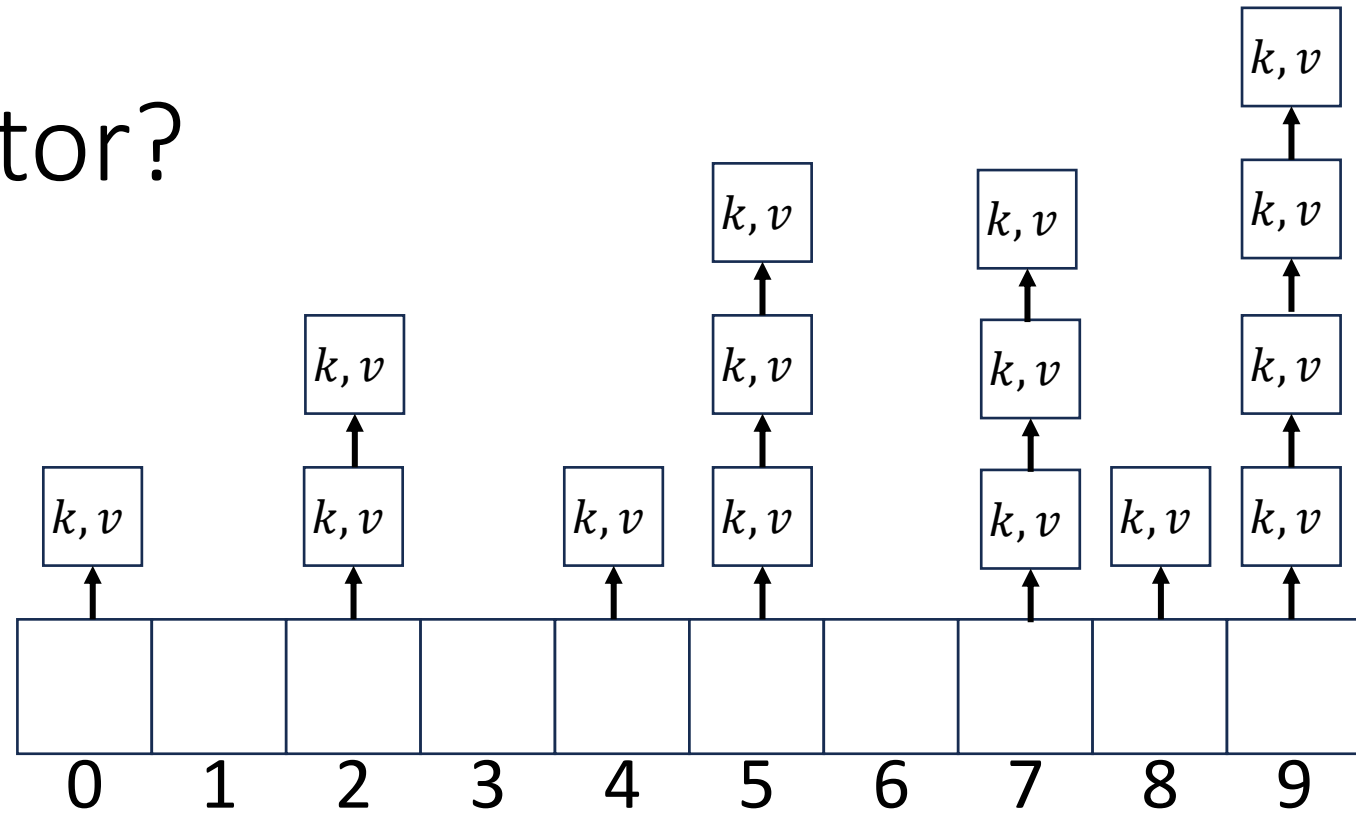 tor?
k, v
k, v k, v k, v
k, v k, v k, v k, v
k, v k, v k, v k, v k, v k, v k, v
0 1 2 3 4 5 6 7 8 9